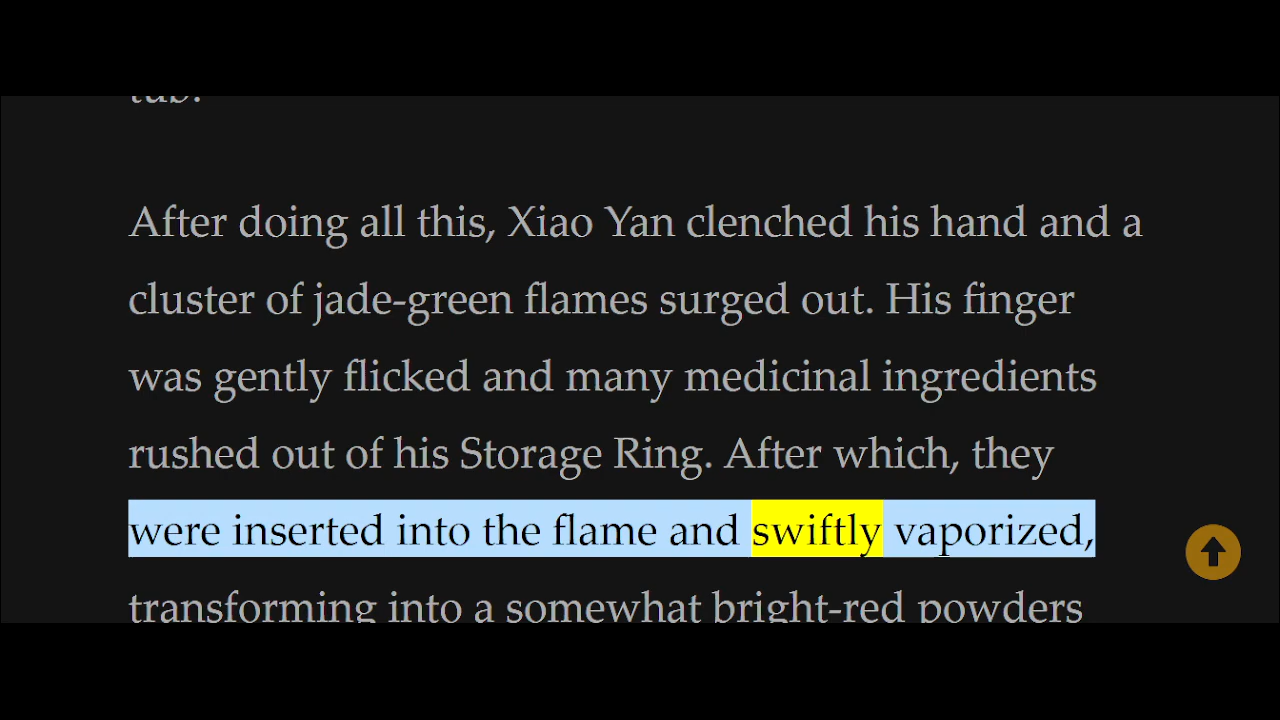 tub.
After doing all this, Xiao Yan clenched his hand and a
cluster of jade-green flames surged out. His finger
was gently flicked and many medicinal ingredients
rushed out of his Storage Ring. After which, they
were inserted into the flame and swiftly vaporized,
transforming into a somewhat bright-red powders